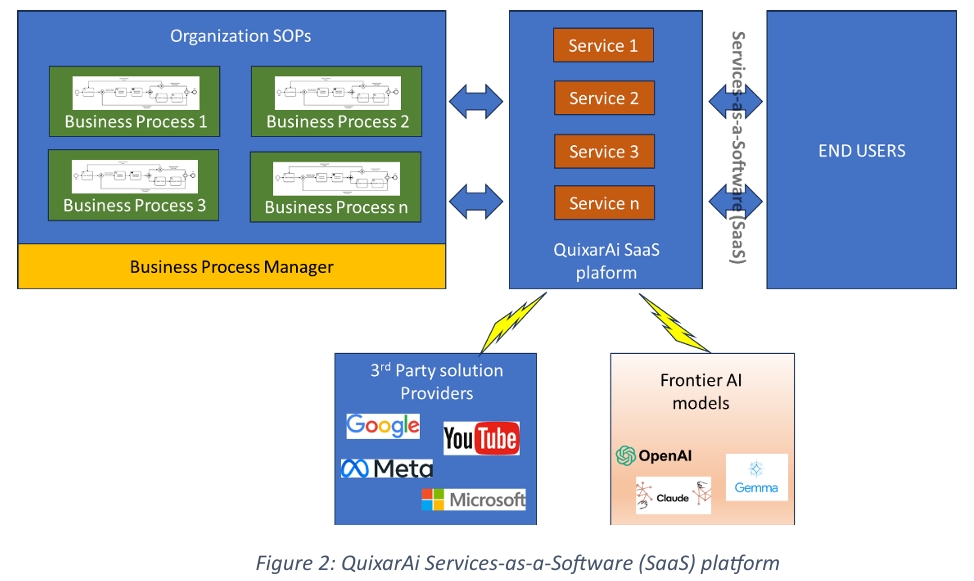 Organization SOPs
Business Process 1
Business Process 2
Business Process 3
Business Process n
Business Process Manager
Service 1
Service 2
Service 3
Service n
QuixarAi SaaS
plaform
Services-as-a-Software (SaaS)
END USERS
3rd Party solution
Providers
Google
YouTube
Meta
Microsoft
Frontier AI
models
OpenAI
Claude
Gemma
Figure 2: QuixarAi Services-as-a-Software (SaaS) platform